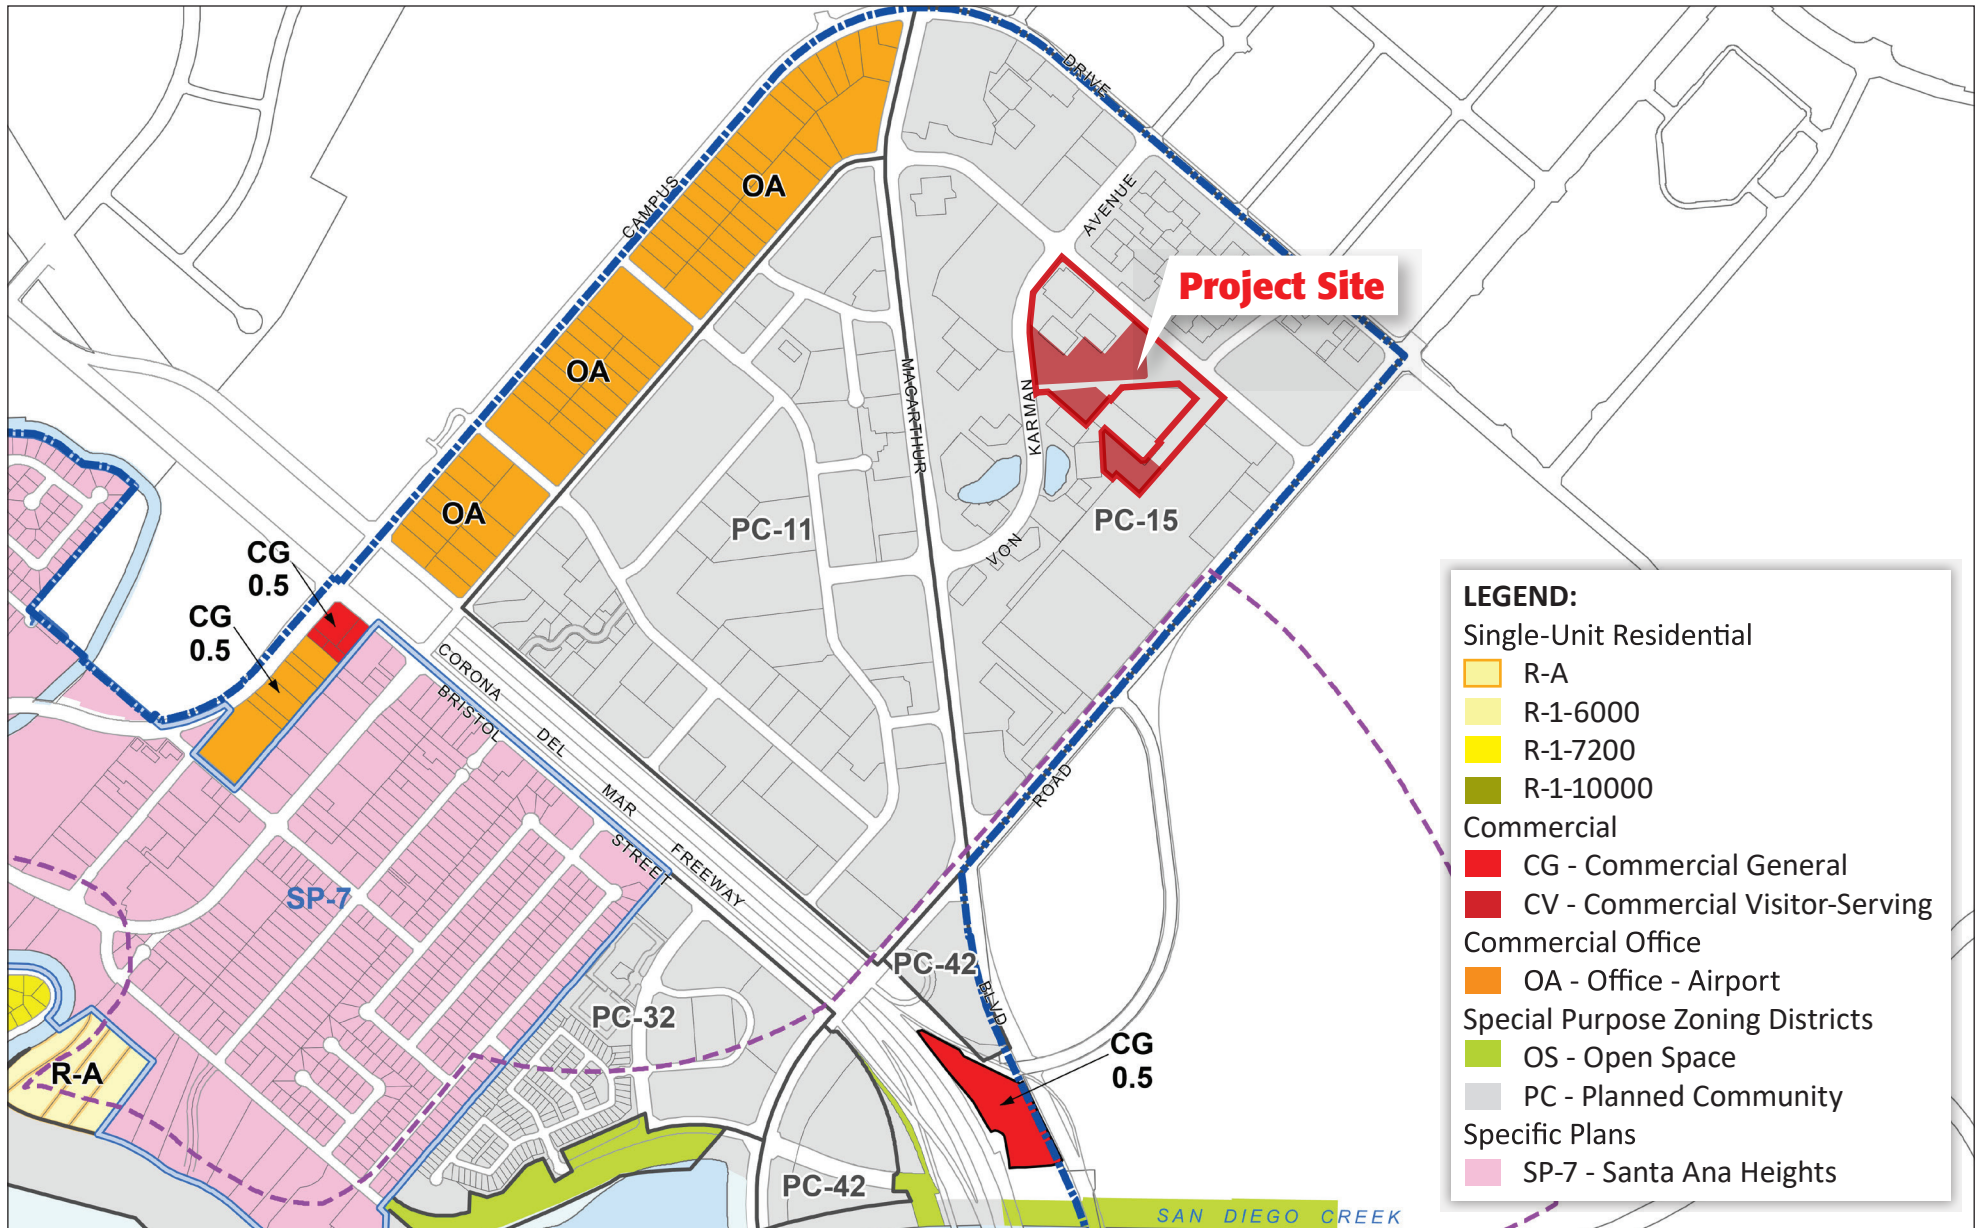 DRIVE
CAMPUS
OA
AVENUE
Project Site
OA
MACARTHUR
KARMAN
OA
PC-11
PC-15
VON
CG
0.5
CG
0.5
CORONA
DEL
MAR
FREEWAY
BRISTOL
STREET
ROAD
SP-7
PC-42
BLVD
PC-32
CG
0.5
R-A
PC-42
SAN DIEGO CREEK
LEGEND:
Single-Unit Residential
R-A
R-1-6000
R-1-7200
R-1-10000
Commercial
CG - Commercial General
CV - Commercial Visitor-Serving
Commercial Office
OA - Office - Airport
Special Purpose Zoning Districts
OS - Open Space
PC - Planned Community
Specific Plans
SP-7 - Santa Ana Heights